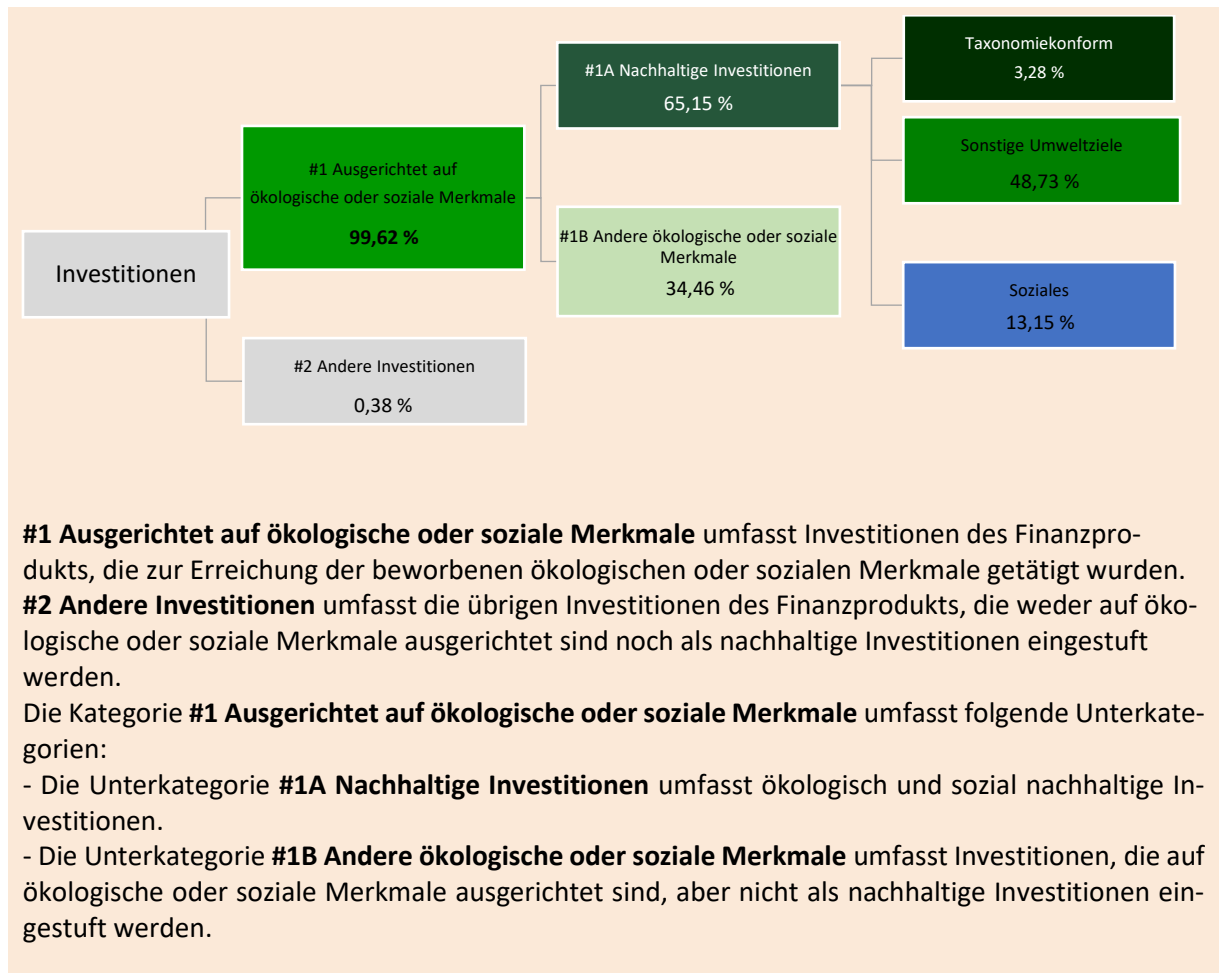 Investitionen
#1 Ausgerichtet auf
ökologische oder soziale Merkmale
99,62 %
#2 Andere Investitionen
0,38 %
#1A Nachhaltige Investitionen
65,15 %
#1B Andere ökologische oder soziale
Merkmale
34,46 %
Taxonomiekonform
3,28 %
Sonstige Umweltziele
48,73 %
Soziales
13,15 %
#1 Ausgerichtet auf ökologische oder soziale Merkmale umfasst Investitionen des Finanzpro-
dukts, die zur Erreichung der beworbenen ökologischen oder sozialen Merkmale getätigt wurden.
#2 Andere Investitionen umfasst die übrigen Investitionen des Finanzprodukts, die weder auf öko-
logische oder soziale Merkmale ausgerichtet sind noch als nachhaltige Investitionen eingestuft
werden.
Die Kategorie #1 Ausgerichtet auf ökologische oder soziale Merkmale umfasst folgende Unterkate-
gorien:
- Die Unterkategorie #1A Nachhaltige Investitionen umfasst ökologisch und sozial nachhaltige In-
vestitionen.
- Die Unterkategorie #1B Andere ökologische oder soziale Merkmale umfasst Investitionen, die auf
ökologische oder soziale Merkmale ausgerichtet sind, aber nicht als nachhaltige Investitionen ein-
gestuft werden.